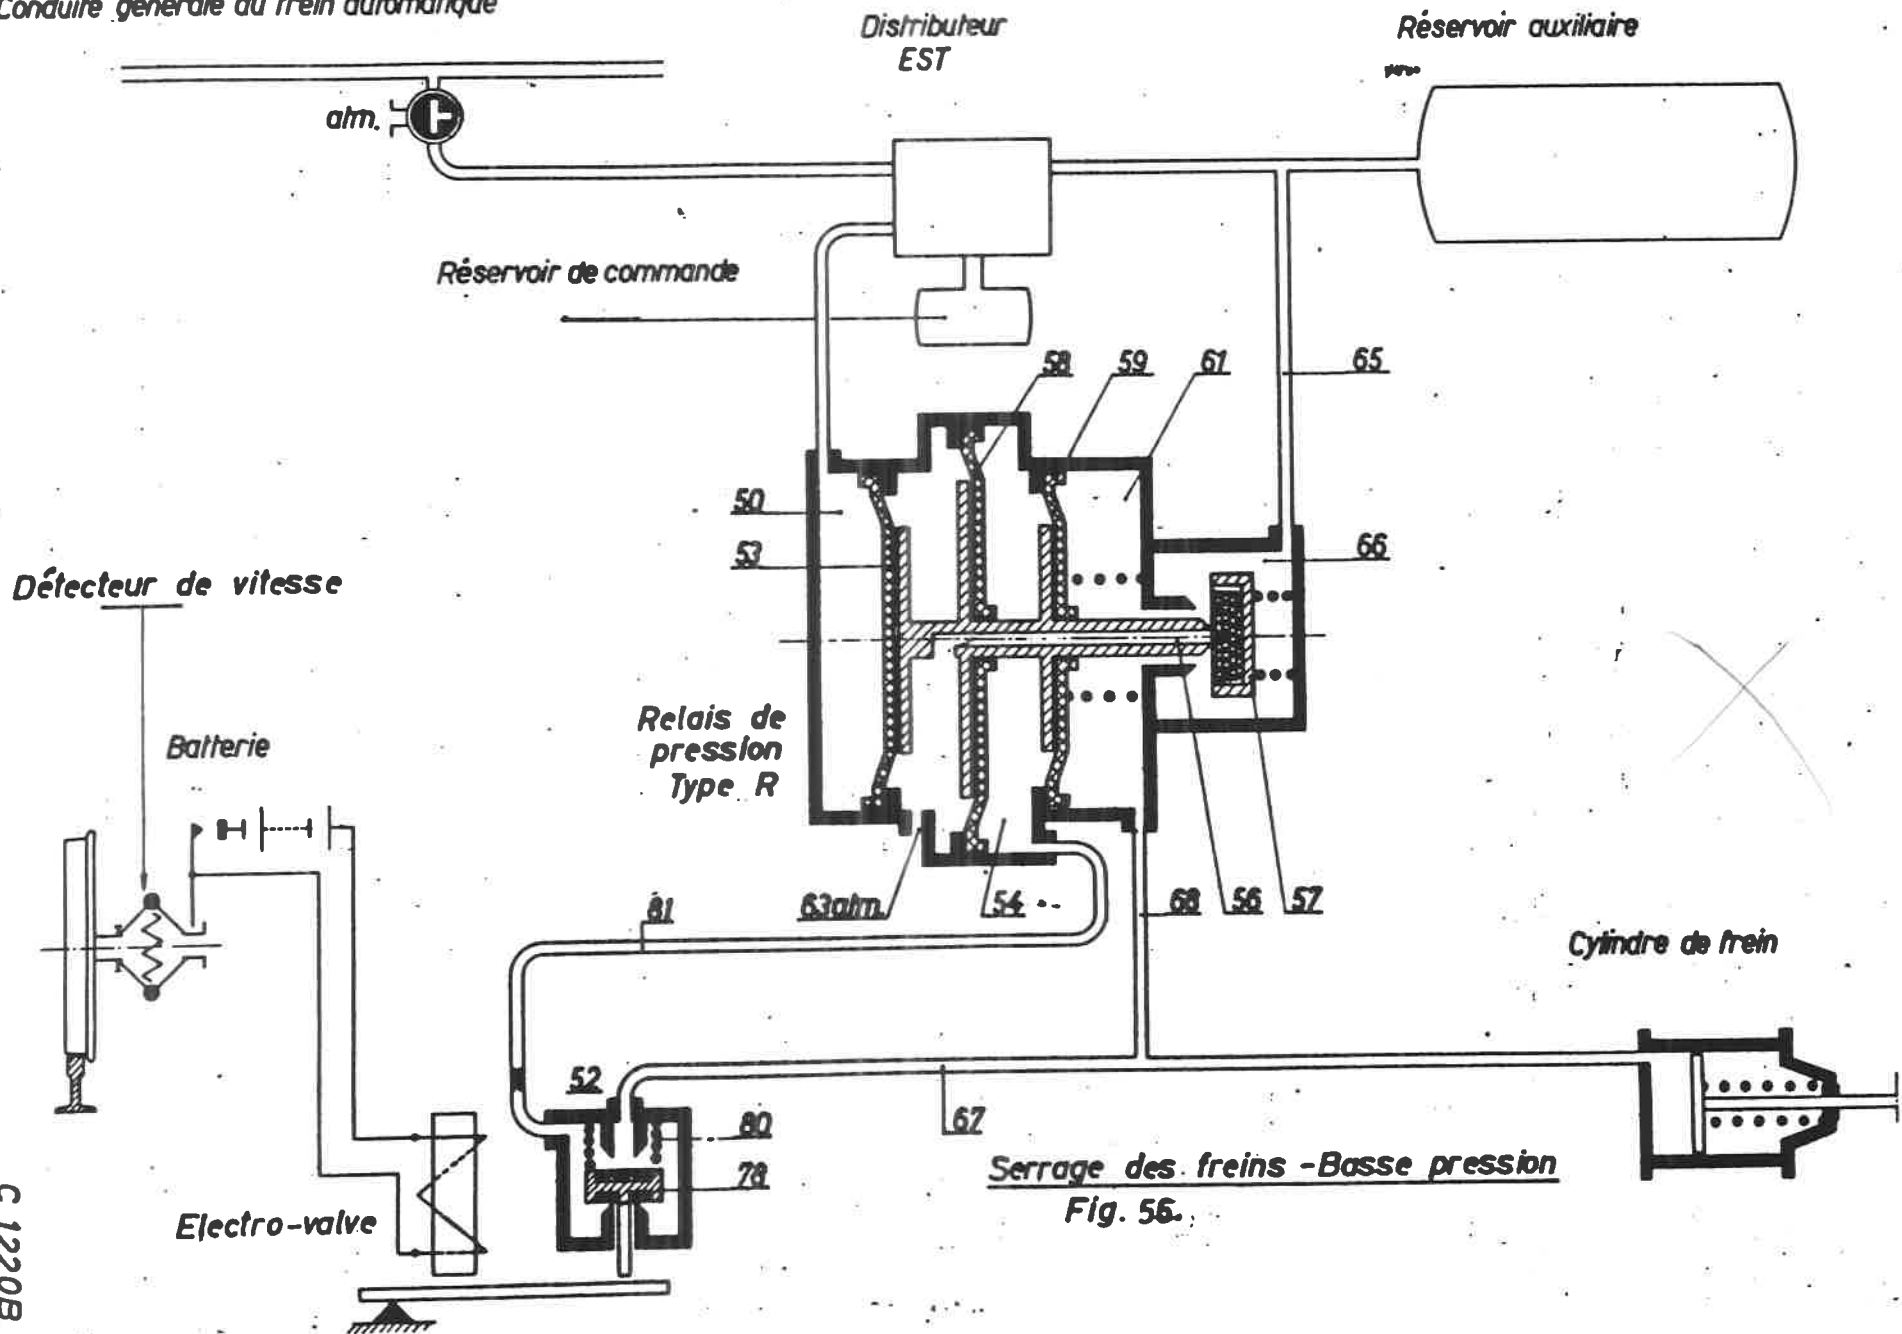 Conduite générale du frein automatique
Distributeur
EST
Réservoir auxiliaire
atm.
Réservoir de commande
58
59
61
65
50
53
66
Détecteur de vitesse
Relais de
pression
Type R
Batterie
81
63 atm.
54
68
56
57
Cylindre de frein
52
80
67
78
Serrage des freins - Basse pression
Fig. 56.
Electro-valve
C 1220B